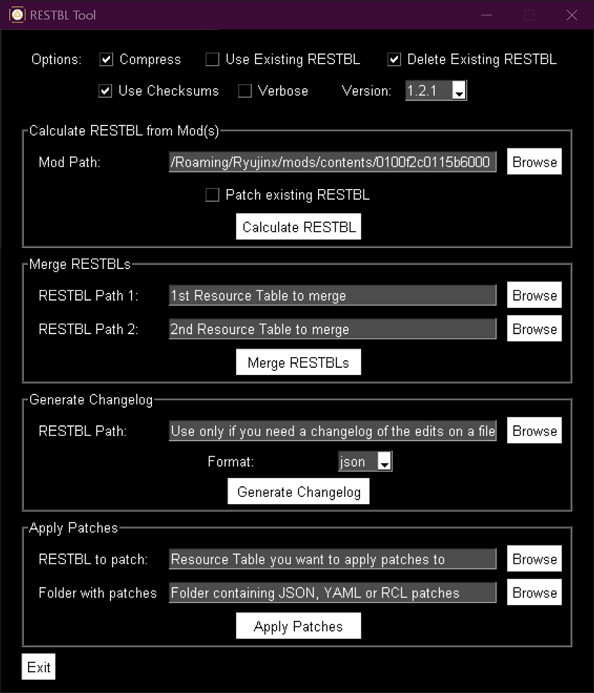 RESTBL Tool
Options: Compress Use Existing RESTBL Delete Existing RESTBL
Use Checksums Verbose Version: 1.2.1
Calculate RESTBL from Mod(s)
Mod Path: /Roaming/Ryujinx/mods/contents/0100f2c0115b6000 Browse
Patch existing RESTBL
Calculate RESTBL
Merge RESTBLs
RESTBL Path 1: 1st Resource Table to merge Browse
RESTBL Path 2: 2nd Resource Table to merge Browse
Merge RESTBLs
Generate Changelog
RESTBL Path: Use only if you need a changelog of the edits on a file Browse
Format: json
Generate Changelog
Apply Patches
RESTBL to patch: Resource Table you want to apply patches to Browse
Folder with patches Folder containing JSON, YAML or RCL patches Browse
Apply Patches
Exit